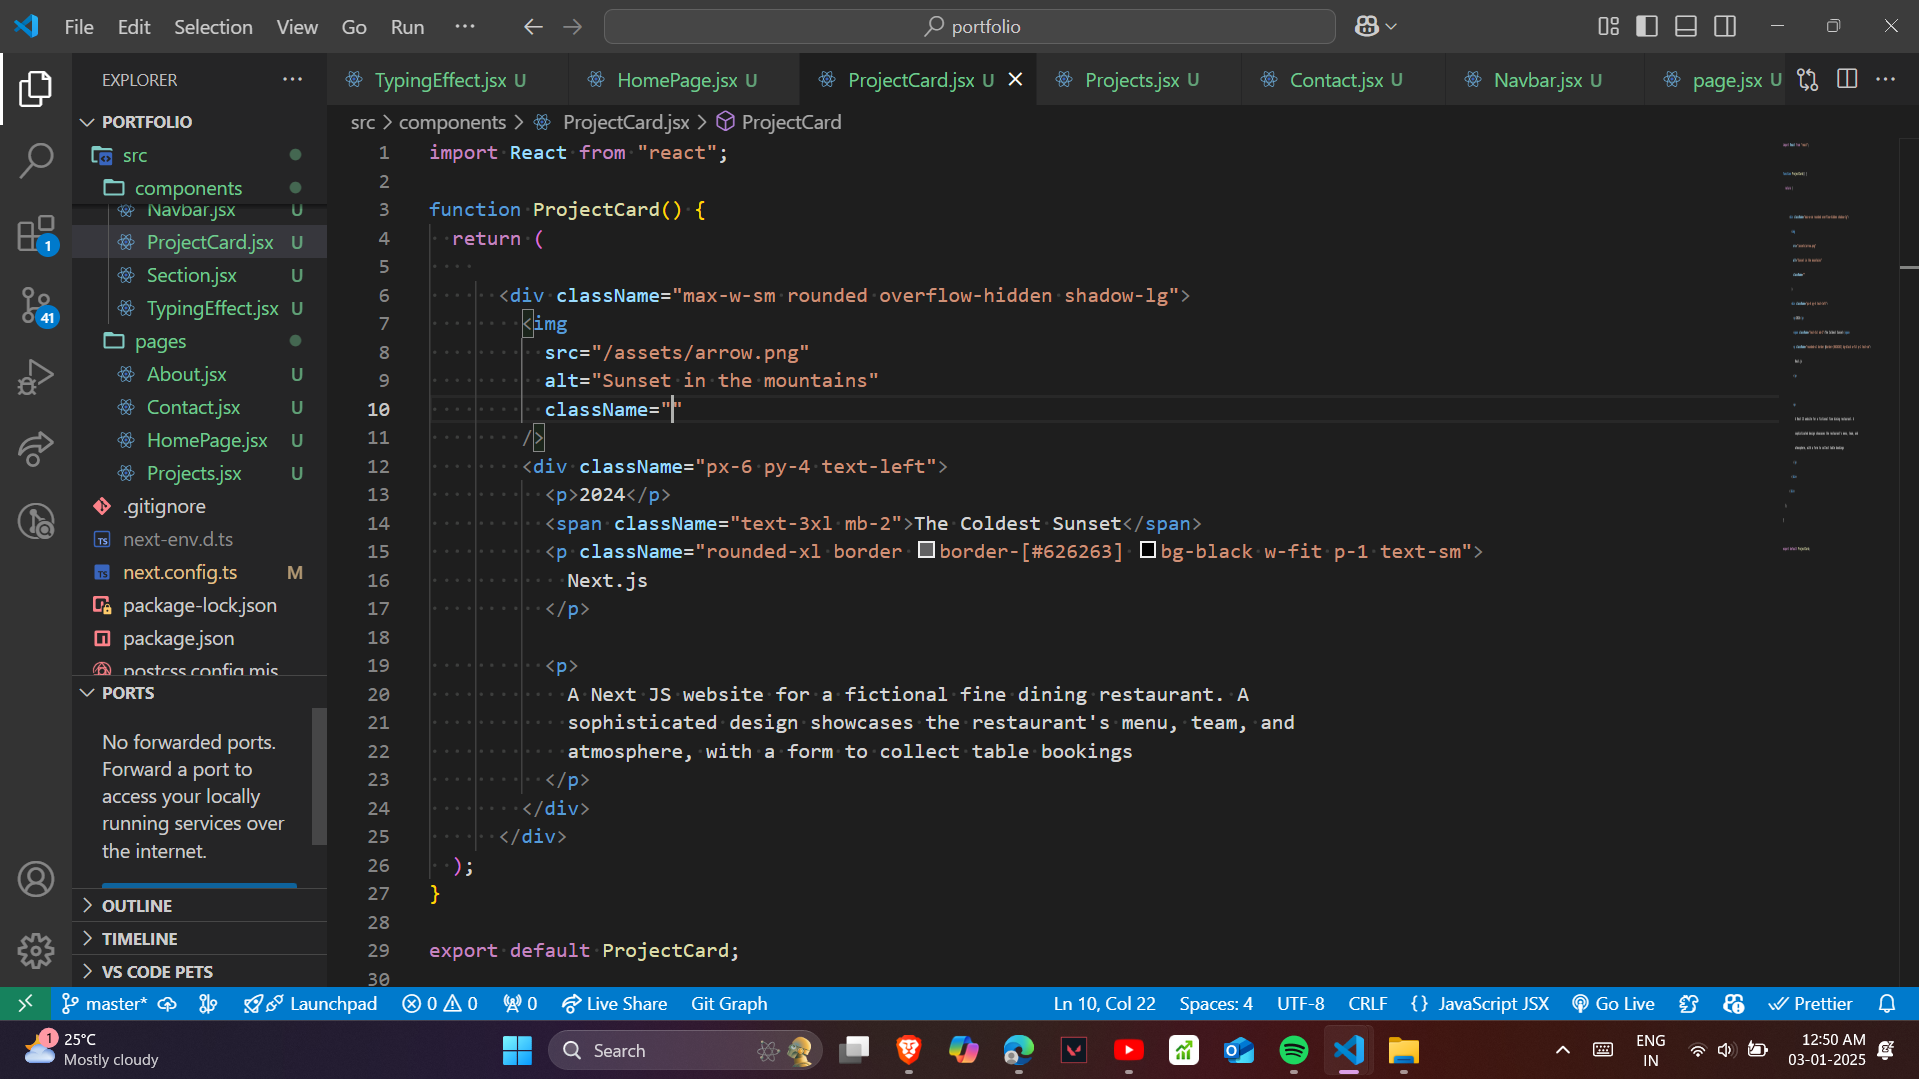 File Edit Selection View Go Run ··· portfolio
EXPLORER ···
PORTFOLIO
src
components
Navbar.jsx U
ProjectCard.jsx U
Section.jsx U
TypingEffect.jsx U
pages
About.jsx U
Contact.jsx U
HomePage.jsx U
Projects.jsx U
.gitignore
next-env.d.ts
next.config.ts M
package-lock.json
package.json
postcss.config.mjs
PORTS
No forwarded ports.
Forward a port to
access your locally
running services over
the internet.
OUTLINE
TIMELINE
VS CODE PETS
1
41
TypingEffect.jsx U HomePage.jsx U ProjectCard.jsx U Projects.jsx U Contact.jsx U Navbar.jsx U page.jsx U
src > components > ProjectCard.jsx > ProjectCard
1 import React from "react";
2
3 function ProjectCard() {
4 return (
5
6 <div className="max-w-sm rounded overflow-hidden shadow-lg">
7 <img
8 src="/assets/arrow.png"
9 alt="Sunset in the mountains"
10 className=""
11 />
12 <div className="px-6 py-4 text-left">
13 <p>2024</p>
14 <span className="text-3xl mb-2">The Coldest Sunset</span>
15 <p className="rounded-xl border border-[#626263] bg-black w-fit p-1 text-sm">
16 Next.js
17 </p>
18
19 <p>
20 A Next JS website for a fictional fine dining restaurant. A
21 sophisticated design showcases the restaurant's menu, team, and
22 atmosphere, with a form to collect table bookings
23 </p>
24 </div>
25 </div>
26 );
27 }
28
29 export default ProjectCard;
30
master* Launchpad 0 0 0 Live Share Git Graph Ln 10, Col 22 Spaces: 4 UTF-8 CRLF {} JavaScript JSX Go Live Prettier
1 25°C
Mostly cloudy
Search
ENG
IN
12:50 AM
03-01-2025